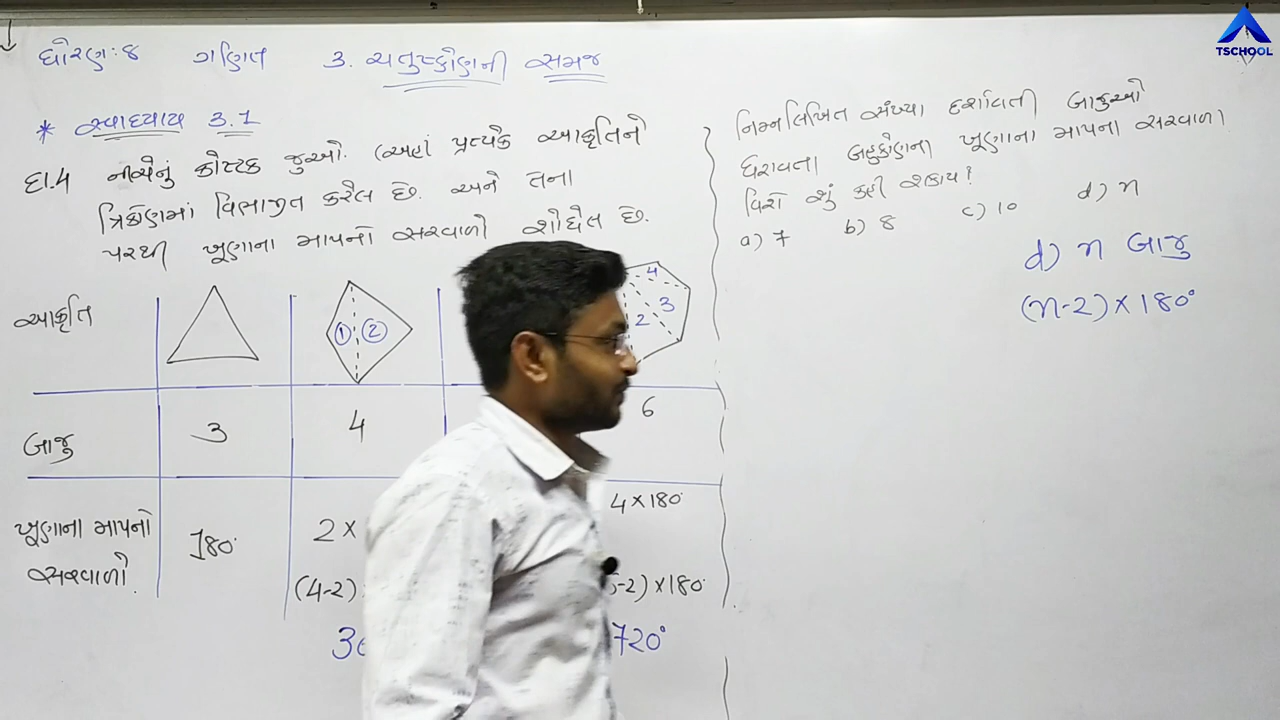 TSCHOOL
ધોરણ: ૮ ગણિત 3. ચતુષ્કોણની સમજ
* સ્વાધ્યાય 3.1
દા.4 નીચેનું કોષ્ટક જુઓ. (અહીં પ્રત્યેક આકૃતિને
ત્રિકોણમાં વિભાજીત કરેલ છે. અને તેના
પરથી ખૂણાના માપનો સરવાળો શોધેલ છે.
આકૃતિ
① ②
2 3 4
બાજુ 3 4 6
ખૂણાના માપનો
સરવાળો.
180°
2 ×
(4-2)
4 × 180°
-2) × 180°
720°
નિમ્નલિખિત સંખ્યા દર્શાવતી બાજુઓ
ધરાવતા બહુકોણના ખૂણાના માપના સરવાળા
વિશે શું કહી શકાય?
a) 7 b) 8 c) 10 d) n
d) n બાજુ
(n-2) × 180°